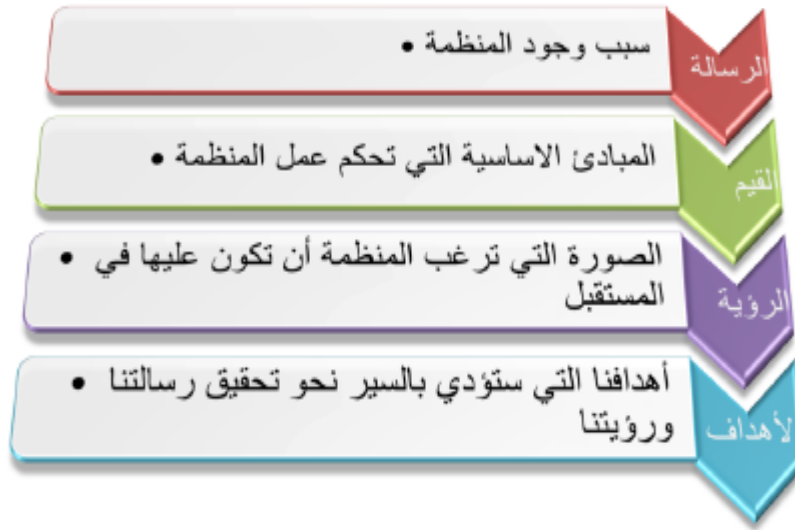 الرسالة
سبب وجود المنظمة •
القيم
المبادئ الاساسية التي تحكم عمل المنظمة •
الرؤية
الصورة التي ترغب المنظمة أن تكون عليها في •
المستقبل
لأهداف
أهدافنا التي ستؤدي بالسير نحو تحقيق رسالتنا •
ورؤيتنا